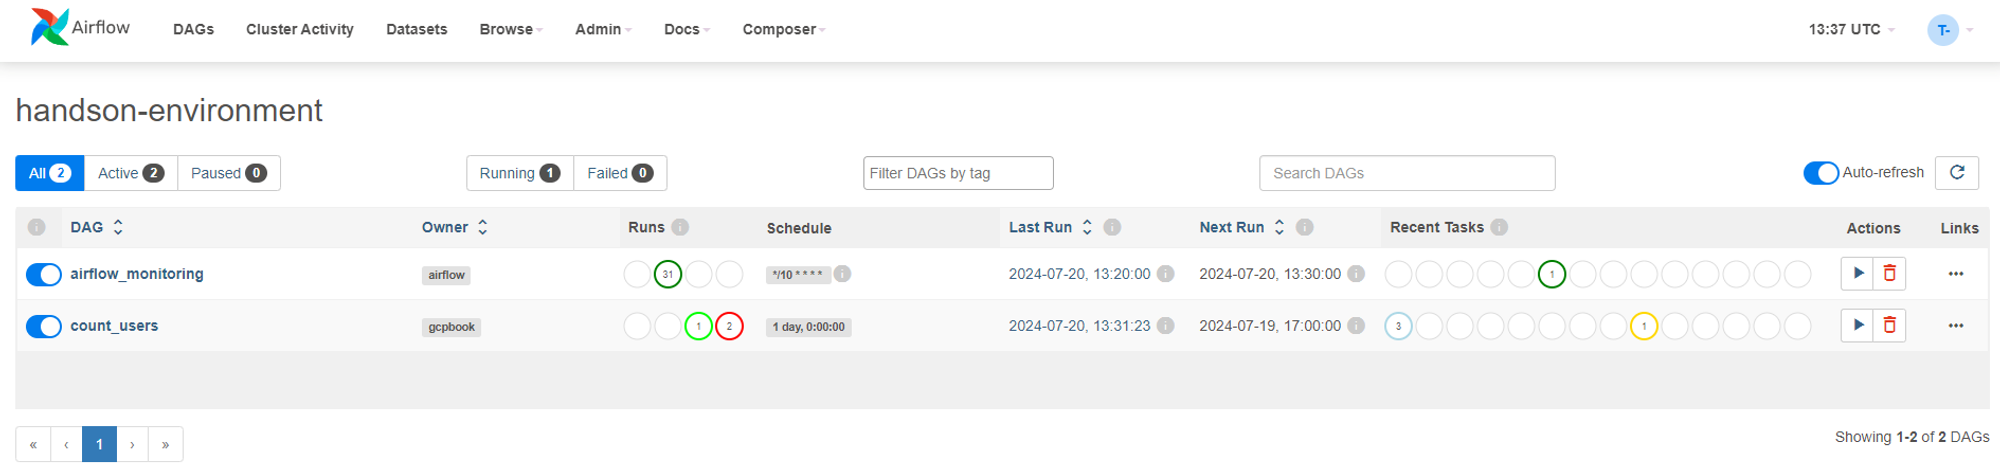 Airflow DAGs Cluster Activity Datasets Browse Admin Docs Composer 13:37 UTC T-
handson-environment
All 2 Active 2 Paused 0 Running 1 Failed 0 Filter DAGs by tag Search DAGs Auto-refresh
i DAG Owner Runs i Schedule Last Run i Next Run i Recent Tasks i Actions Links
airflow_monitoring airflow 31 */10 * * * * i 2024-07-20, 13:20:00 i 2024-07-20, 13:30:00 i 1 ...
count_users gcpbook 1 2 1 day, 0:00:00 2024-07-20, 13:31:23 i 2024-07-19, 17:00:00 i 3 1 ...
« ‹ 1 › » Showing 1-2 of 2 DAGs